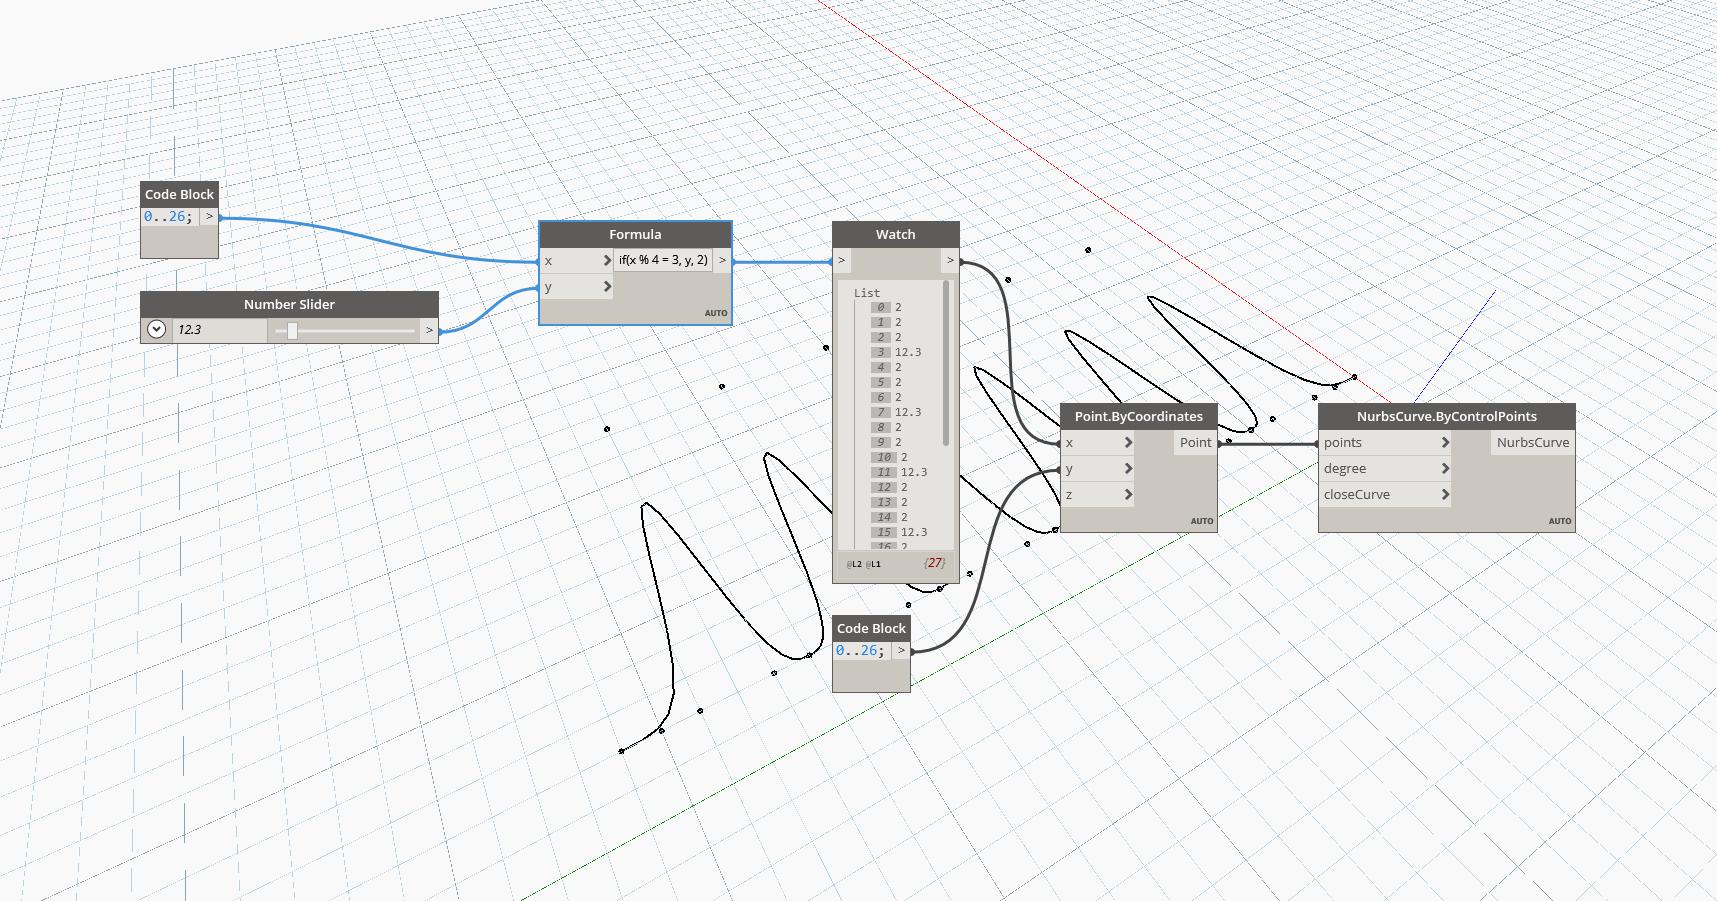 Code Block
0..26; >
Number Slider
12.3 >
Formula
x > if(x % 4 = 3, y, 2) >
y >
AUTO
Watch
> >
List
0 2
1 2
2 2
3 12.3
4 2
5 2
6 2
7 12.3
8 2
9 2
10 2
11 12.3
12 2
13 2
14 2
15 12.3
16 2
@L2 @L1 {27}
Code Block
0..26; >
Point.ByCoordinates
x > Point
y >
z >
AUTO
NurbsCurve.ByControlPoints
points > NurbsCurve
degree >
closeCurve >
AUTO